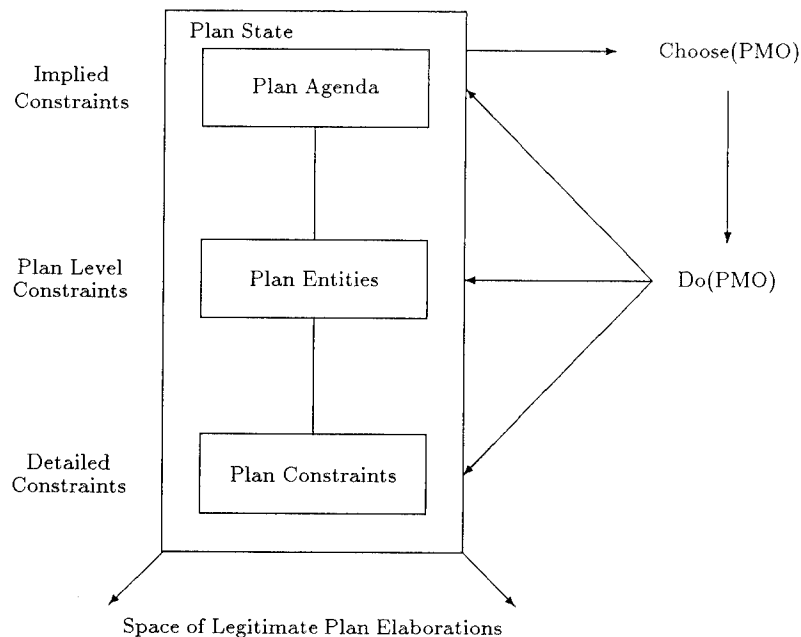 Plan State
Implied
Constraints
Plan Agenda
Choose(PMO)
Plan Level
Constraints
Plan Entities
Do(PMO)
Detailed
Constraints
Plan Constraints
Space of Legitimate Plan Elaborations